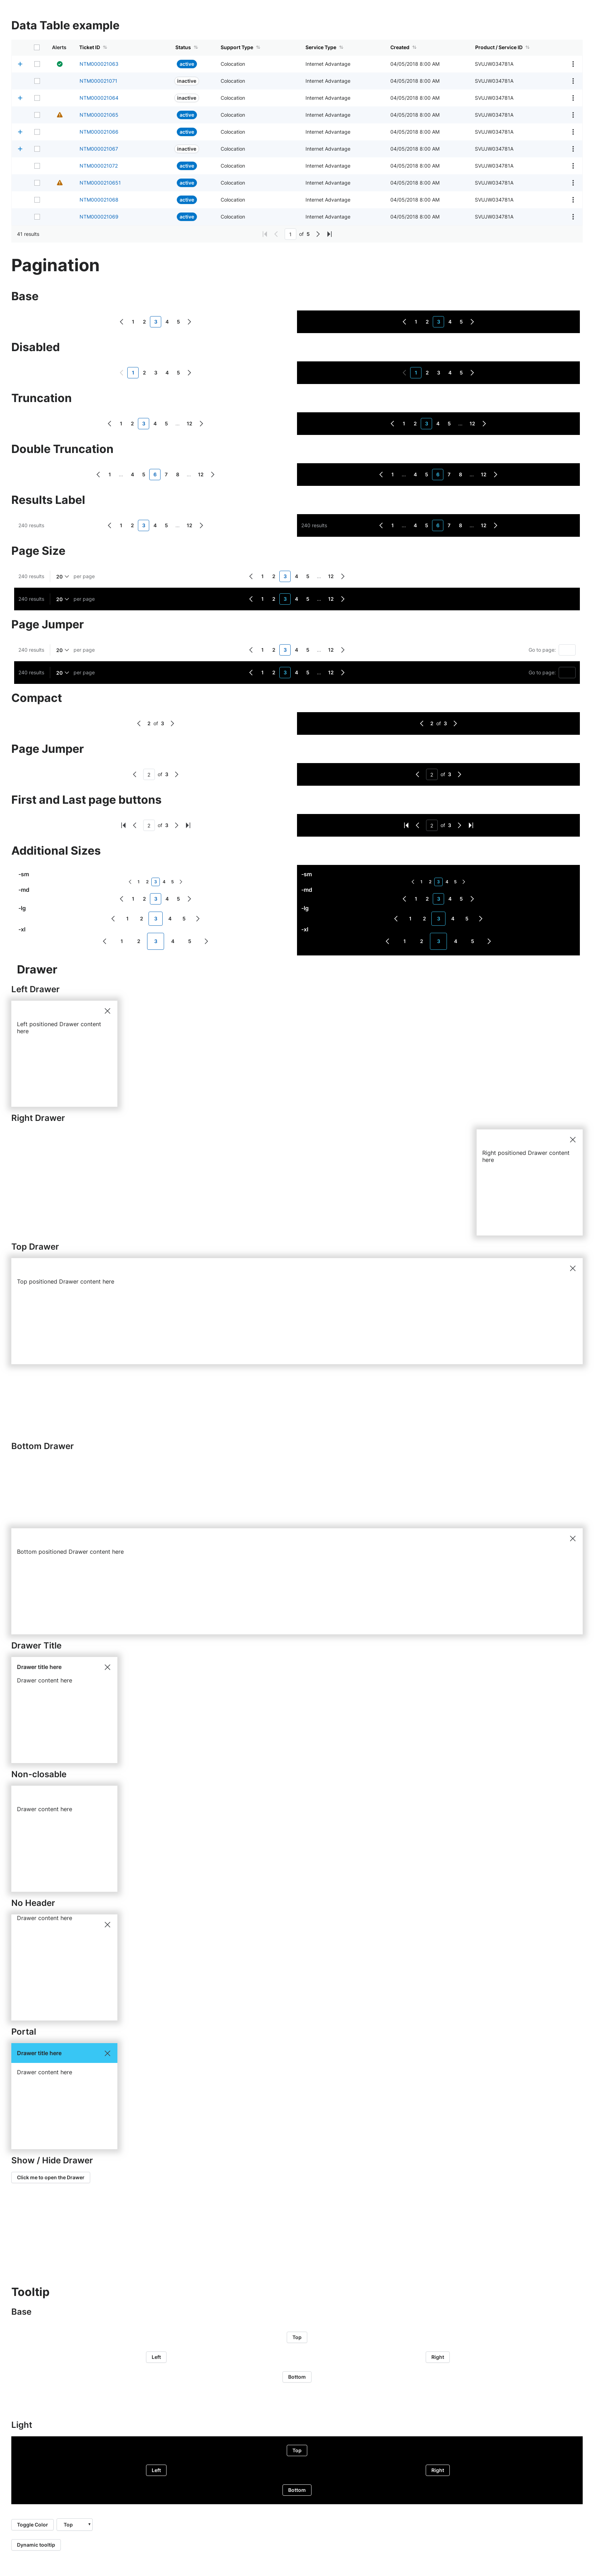 Data Table example
Alerts Ticket ID Status Support Type Service Type Created Product / Service ID
NTM000021063 active Colocation Internet Advantage 04/05/2018 8:00 AM SVUJW034781A
NTM000021071 inactive Colocation Internet Advantage 04/05/2018 8:00 AM SVUJW034781A
NTM000021064 inactive Colocation Internet Advantage 04/05/2018 8:00 AM SVUJW034781A
NTM000021065 active Colocation Internet Advantage 04/05/2018 8:00 AM SVUJW034781A
NTM000021066 active Colocation Internet Advantage 04/05/2018 8:00 AM SVUJW034781A
NTM000021067 inactive Colocation Internet Advantage 04/05/2018 8:00 AM SVUJW034781A
NTM000021072 active Colocation Internet Advantage 04/05/2018 8:00 AM SVUJW034781A
NTM0000210651 active Colocation Internet Advantage 04/05/2018 8:00 AM SVUJW034781A
NTM000021068 active Colocation Internet Advantage 04/05/2018 8:00 AM SVUJW034781A
NTM000021069 active Colocation Internet Advantage 04/05/2018 8:00 AM SVUJW034781A
41 results 1 of 5
Pagination
Base
1 2 3 4 5 1 2 3 4 5
Disabled
1 2 3 4 5 1 2 3 4 5
Truncation
1 2 3 4 5 ... 12 1 2 3 4 5 ... 12
Double Truncation
1 ... 4 5 6 7 8 ... 12 1 ... 4 5 6 7 8 ... 12
Results Label
240 results 1 2 3 4 5 ... 12 240 results 1 ... 4 5 6 7 8 ... 12
Page Size
240 results 20 per page 1 2 3 4 5 ... 12
240 results 20 per page 1 2 3 4 5 ... 12
Page Jumper
240 results 20 per page 1 2 3 4 5 ... 12 Go to page:
240 results 20 per page 1 2 3 4 5 ... 12 Go to page:
Compact
2 of 3 2 of 3
Page Jumper
2 of 3 2 of 3
First and Last page buttons
2 of 3 2 of 3
Additional Sizes
-sm 1 2 3 4 5 -sm 1 2 3 4 5
-md 1 2 3 4 5 -md 1 2 3 4 5
-lg 1 2 3 4 5 -lg 1 2 3 4 5
-xl 1 2 3 4 5 -xl 1 2 3 4 5
Drawer
Left Drawer
Left positioned Drawer content
here
Right Drawer
Right positioned Drawer content
here
Top Drawer
Top positioned Drawer content here
Bottom Drawer
Bottom positioned Drawer content here
Drawer Title
Drawer title here
Drawer content here
Non-closable
Drawer content here
No Header
Drawer content here
Portal
Drawer title here
Drawer content here
Show / Hide Drawer
Click me to open the Drawer
Tooltip
Base
Top
Left Right
Bottom
Light
Top
Left Right
Bottom
Toggle Color Top
Dynamic tooltip